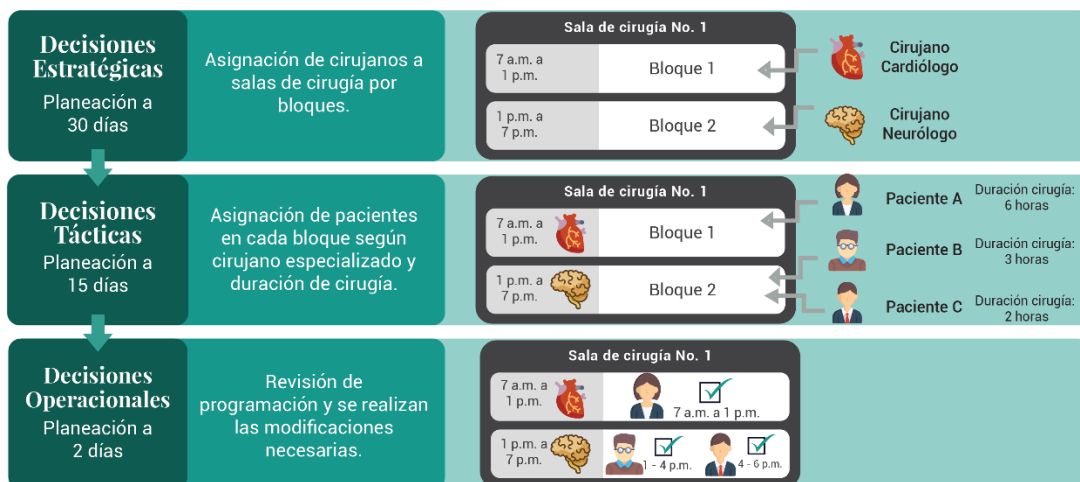 Decisiones
Estratégicas
Planeación a
30 días
Asignación de cirujanos a
salas de cirugía por
bloques.
Sala de cirugía No. 1
7 a.m. a
1 p.m.
Bloque 1
1 p.m. a
7 p.m.
Bloque 2
Cirujano
Cardiólogo
Cirujano
Neurólogo
Decisiones
Tácticas
Planeación a
15 días
Asignación de pacientes
en cada bloque según
cirujano especializado y
duración de cirugía.
Sala de cirugía No. 1
7 a.m. a
1 p.m.
Bloque 1
1 p.m. a
7 p.m.
Bloque 2
Paciente A
Duración cirugía:
6 horas
Paciente B
Duración cirugía:
3 horas
Paciente C
Duración cirugía:
2 horas
Decisiones
Operacionales
Planeación a
2 días
Revisión de
programación y se realizan
las modificaciones
necesarias.
Sala de cirugía No. 1
7 a.m. a
1 p.m.
7 a.m. a 1 p.m.
1 p.m. a
7 p.m.
1 - 4 p.m.
4 - 6 p.m.